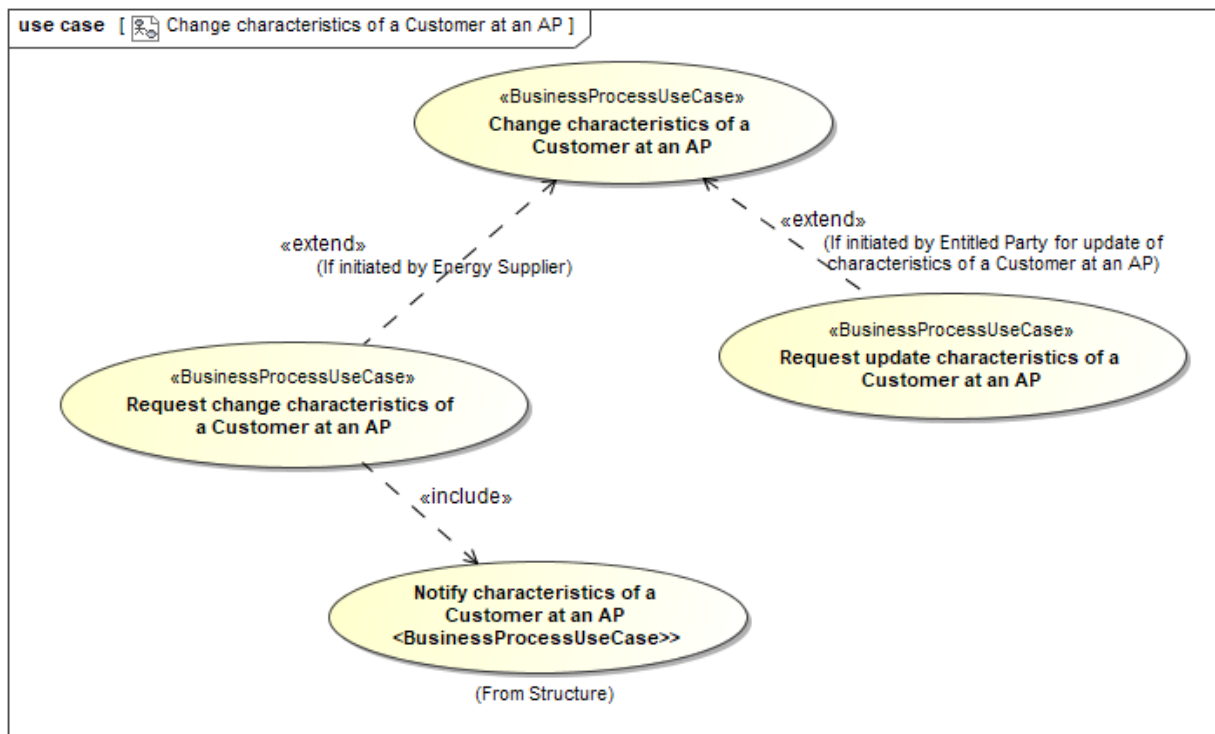 use case [ Change characteristics of a Customer at an AP ]
«BusinessProcessUseCase»
Change characteristics of a
Customer at an AP
«extend»
(If initiated by Energy Supplier)
«extend»
(If initiated by Entitled Party for update of
characteristics of a Customer at an AP)
«BusinessProcessUseCase»
Request update characteristics of a
Customer at an AP
«BusinessProcessUseCase»
Request change characteristics of
a Customer at an AP
«include»
Notify characteristics of a
Customer at an AP
<BusinessProcessUseCase>>
(From Structure)